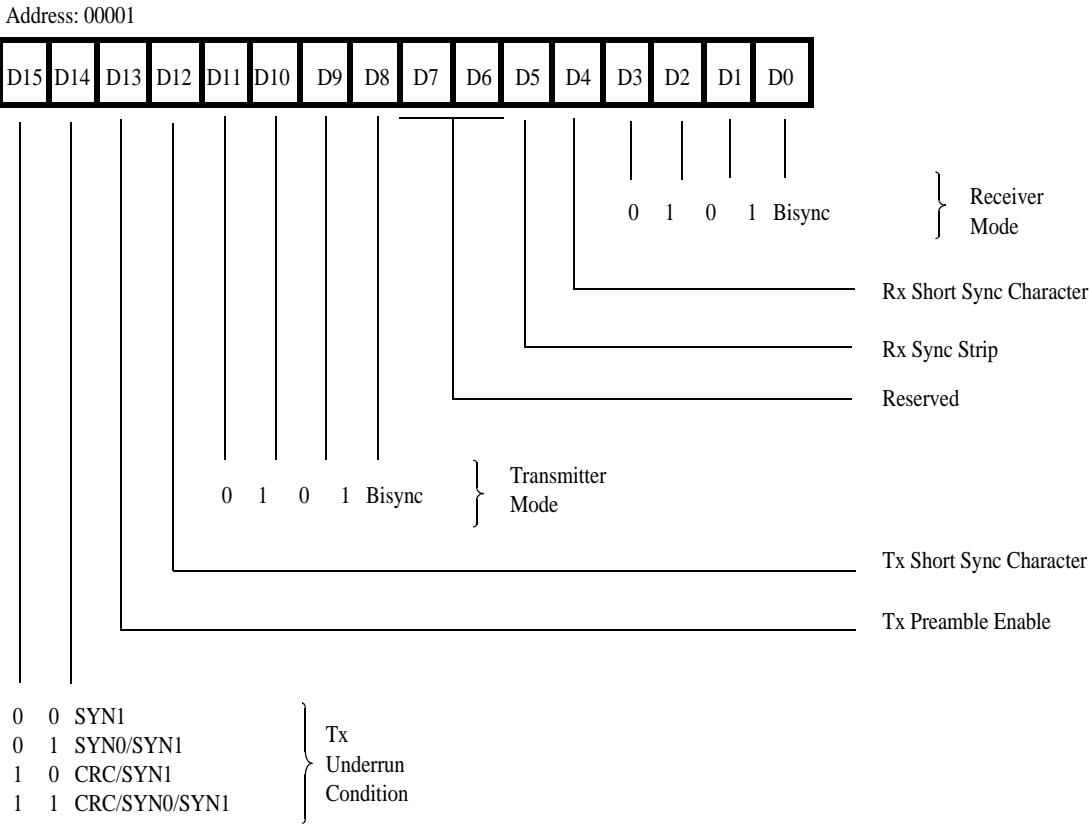 Address: 00001
D15 D14 D13 D12 D11 D10 D9 D8 D7 D6 D5 D4 D3 D2 D1 D0
0 1 0 1 Bisync
Receiver
Mode
Rx Short Sync Character
Rx Sync Strip
Reserved
0 1 0 1 Bisync
Transmitter
Mode
Tx Short Sync Character
Tx Preamble Enable
0 0 SYN1
0 1 SYN0/SYN1
1 0 CRC/SYN1
1 1 CRC/SYN0/SYN1
Tx
Underrun
Condition